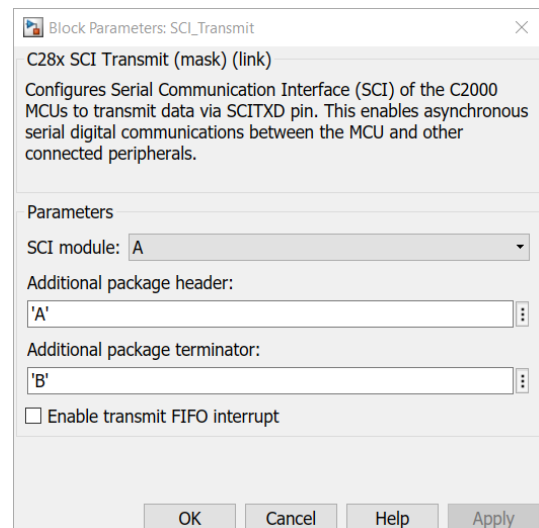 Block Parameters: SCI_Transmit
C28x SCI Transmit (mask) (link)
Configures Serial Communication Interface (SCI) of the C2000
MCUs to transmit data via SCITXD pin. This enables asynchronous
serial digital communications between the MCU and other
connected peripherals.
Parameters
SCI module: A
Additional package header:
'A'
Additional package terminator:
'B'
Enable transmit FIFO interrupt
OK Cancel Help Apply